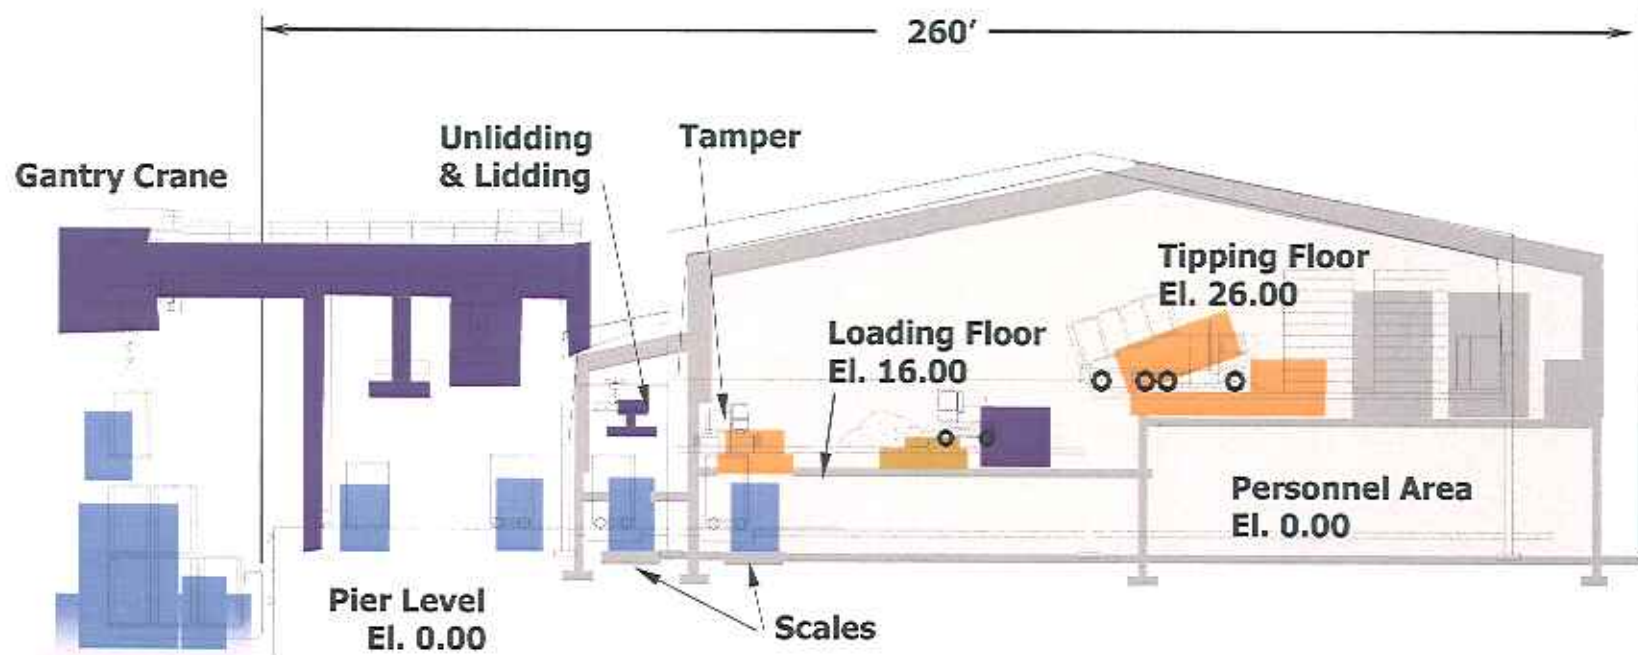 260′
Unlidding
& Lidding
Tamper
Gantry Crane
Tipping Floor
El. 26.00
Loading Floor
El. 16.00
Personnel Area
El. 0.00
Pier Level
El. 0.00
Scales